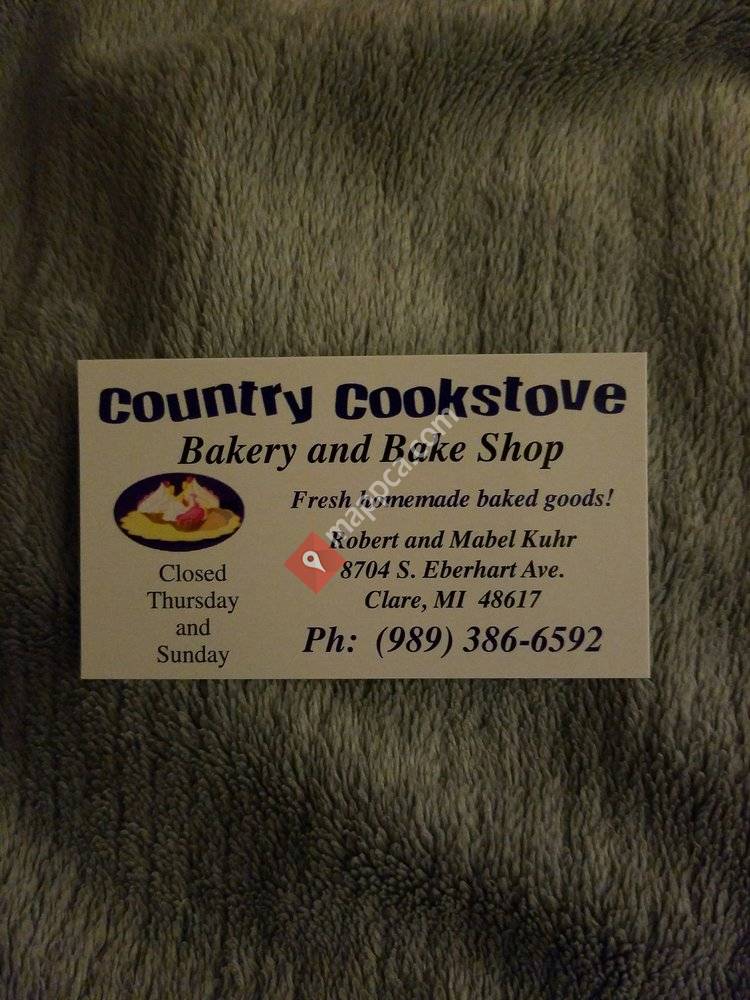 Country Cookstove
Bakery and Bake Shop
Fresh homemade baked goods!
Robert and Mabel Kuhr
8704 S. Eberhart Ave.
Clare, MI 48617
Ph: (989) 386-6592
Closed
Thursday
and
Sunday
mapca.com